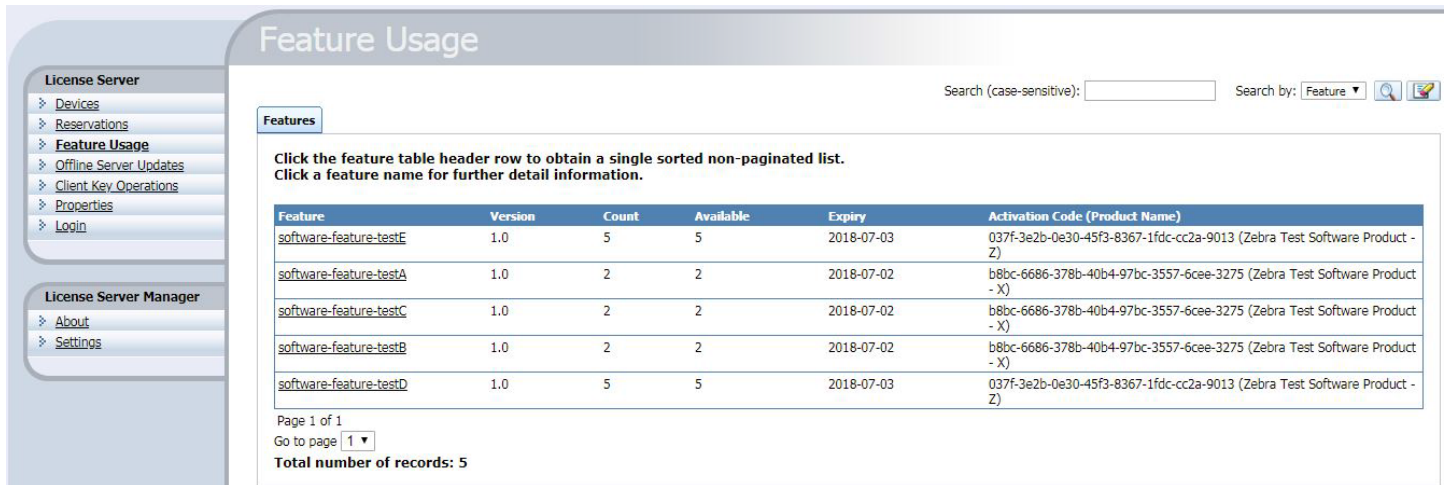 Feature Usage
License Server
Devices
Reservations
Feature Usage
Offline Server Updates
Client Key Operations
Properties
Login
License Server Manager
About
Settings
Search (case-sensitive): Search by: Feature
Features
Click the feature table header row to obtain a single sorted non-paginated list.
Click a feature name for further detail information.
Feature Version Count Available Expiry Activation Code (Product Name)
software-feature-testE 1.0 5 5 2018-07-03 037f-3e2b-0e30-45f3-8367-1fdc-cc2a-9013 (Zebra Test Software Product -
Z)
software-feature-testA 1.0 2 2 2018-07-02 b8bc-6686-378b-40b4-97bc-3557-6cee-3275 (Zebra Test Software Product
- X)
software-feature-testC 1.0 2 2 2018-07-02 b8bc-6686-378b-40b4-97bc-3557-6cee-3275 (Zebra Test Software Product
- X)
software-feature-testB 1.0 2 2 2018-07-02 b8bc-6686-378b-40b4-97bc-3557-6cee-3275 (Zebra Test Software Product
- X)
software-feature-testD 1.0 5 5 2018-07-03 037f-3e2b-0e30-45f3-8367-1fdc-cc2a-9013 (Zebra Test Software Product -
Z)
Page 1 of 1
Go to page 1
Total number of records: 5